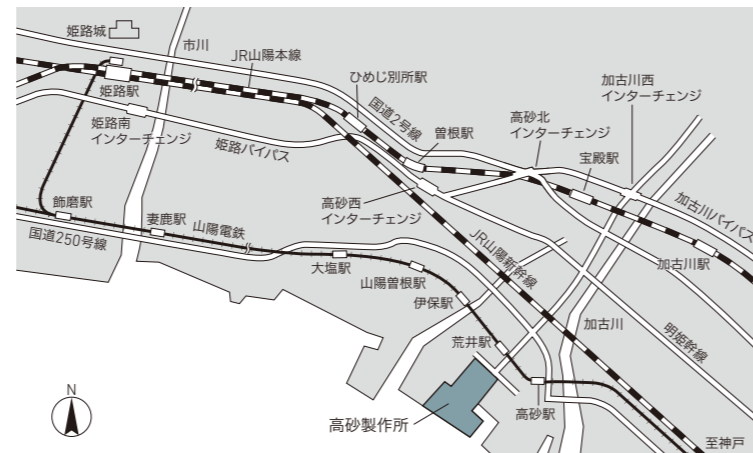 姫路城
市川
JR山陽本線
ひめじ別所駅
国道2号線
加古川西
インターチェンジ
姫路駅
曽根駅
高砂北
インターチェンジ
姫路南
インターチェンジ
姫路バイパス
宝殿駅
高砂西
インターチェンジ
加古川バイパス
飾磨駅
妻鹿駅
山陽電鉄
国道250号線
JR山陽新幹線
加古川駅
大塩駅
山陽曽根駅
伊保駅
加古川
明姫幹線
荒井駅
N
高砂駅
高砂製作所
至神戸